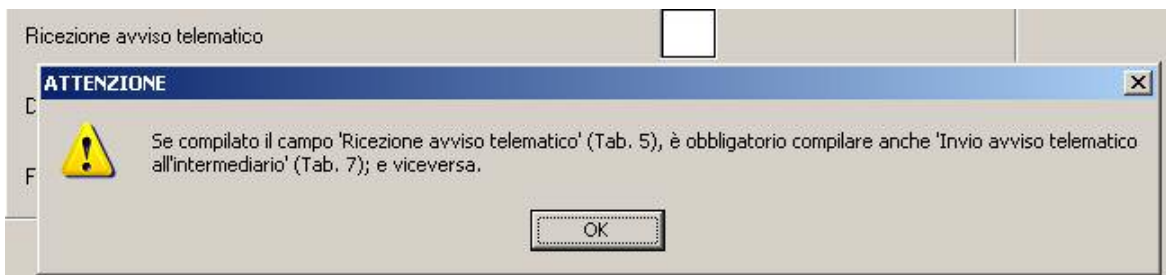 Ricezione avviso telematico
ATTENZIONE
D
Se compilato il campo 'Ricezione avviso telematico' (Tab. 5), è obbligatorio compilare anche 'Invio avviso telematico
all'intermediario' (Tab. 7); e viceversa.
F
OK